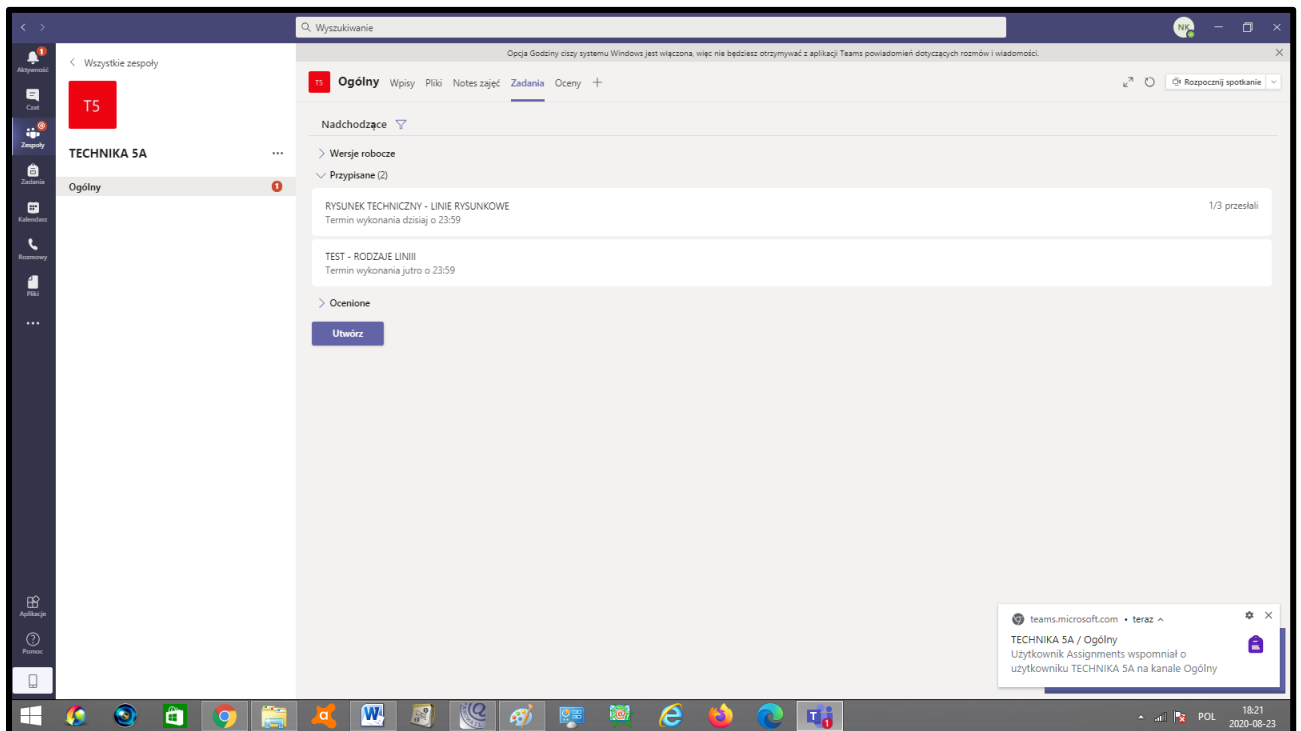 Wyszukiwanie
NK
Opcja Godziny ciszy systemu Windows jest włączona, więc nie będziesz otrzymywać z aplikacji Teams powiadomień dotyczących rozmów i wiadomości.
1
Aktywność
Czat
Zespoły
Zadania
Kalendarz
Rozmowy
Pliki
Aplikacje
Pomoc
Wszystkie zespoły
T5
TECHNIKA 5A
Ogólny 1
T5 Ogólny Wpisy Pliki Notes zajęć Zadania Oceny
Rozpocznij spotkanie
Nadchodzące
Wersje robocze
Przypisane (2)
RYSUNEK TECHNICZNY - LINIE RYSUNKOWE 1/3 przesłali
Termin wykonania dzisiaj o 23:59
TEST - RODZAJE LINIII
Termin wykonania jutro o 23:59
Ocenione
Utwórz
teams.microsoft.com • teraz
TECHNIKA 5A / Ogólny
Użytkownik Assignments wspomniał o
użytkowniku TECHNIKA 5A na kanale Ogólny
POL
18:21
2020-08-23